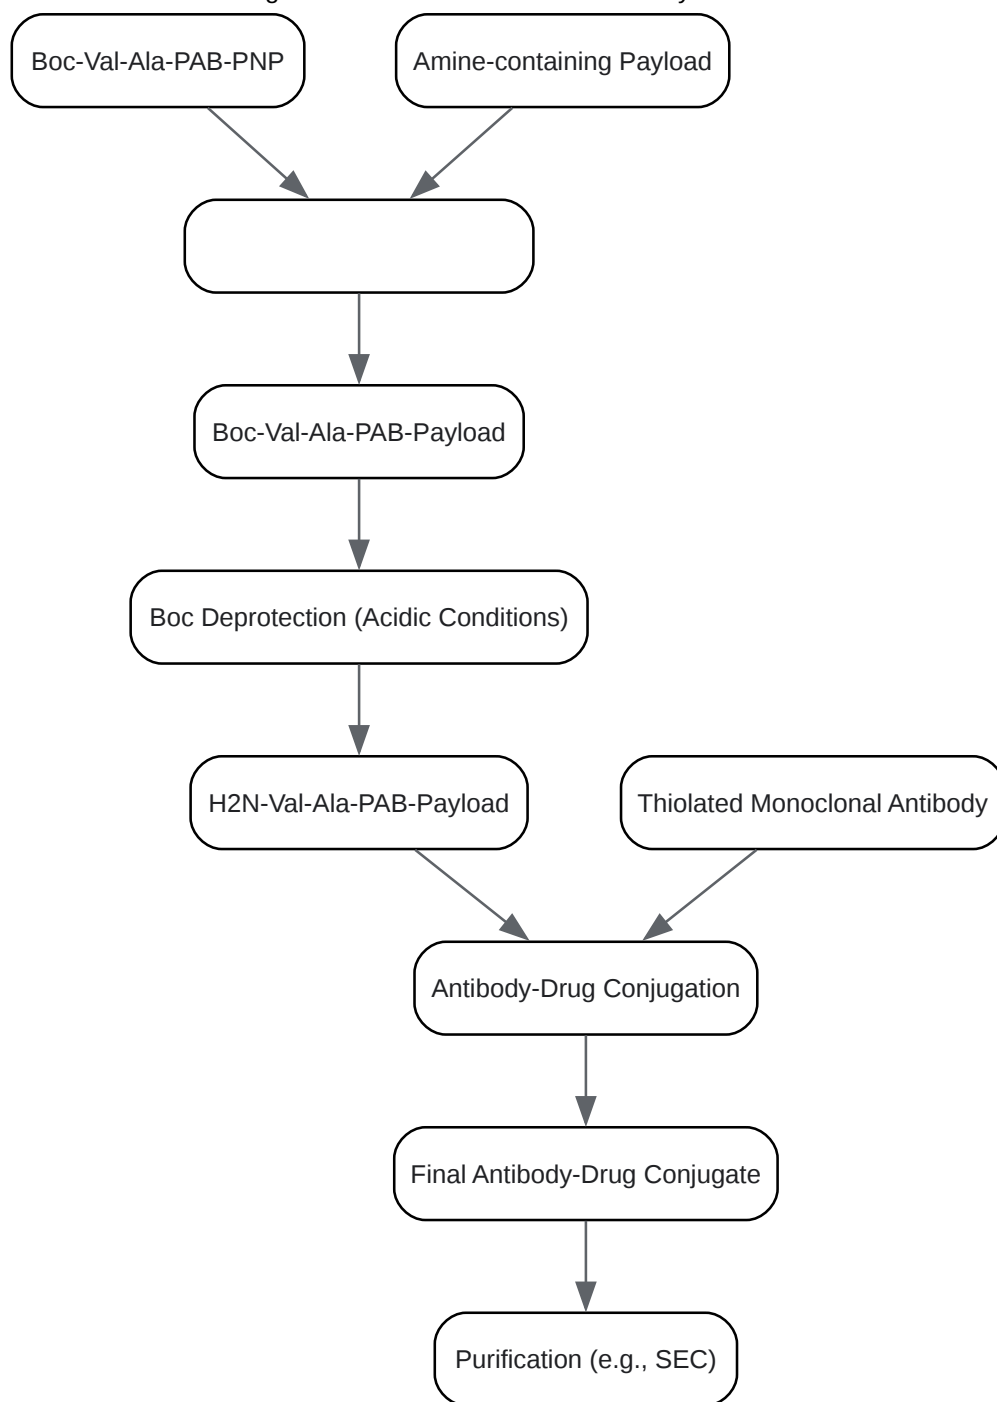 Boc-Val-Ala-PAB-PNP
Amine-containing Payload
Boc-Val-Ala-PAB-Payload
Boc Deprotection (Acidic Conditions)
H2N-Val-Ala-PAB-Payload
Thiolated Monoclonal Antibody
Antibody-Drug Conjugation
Final Antibody-Drug Conjugate
Purification (e.g., SEC)